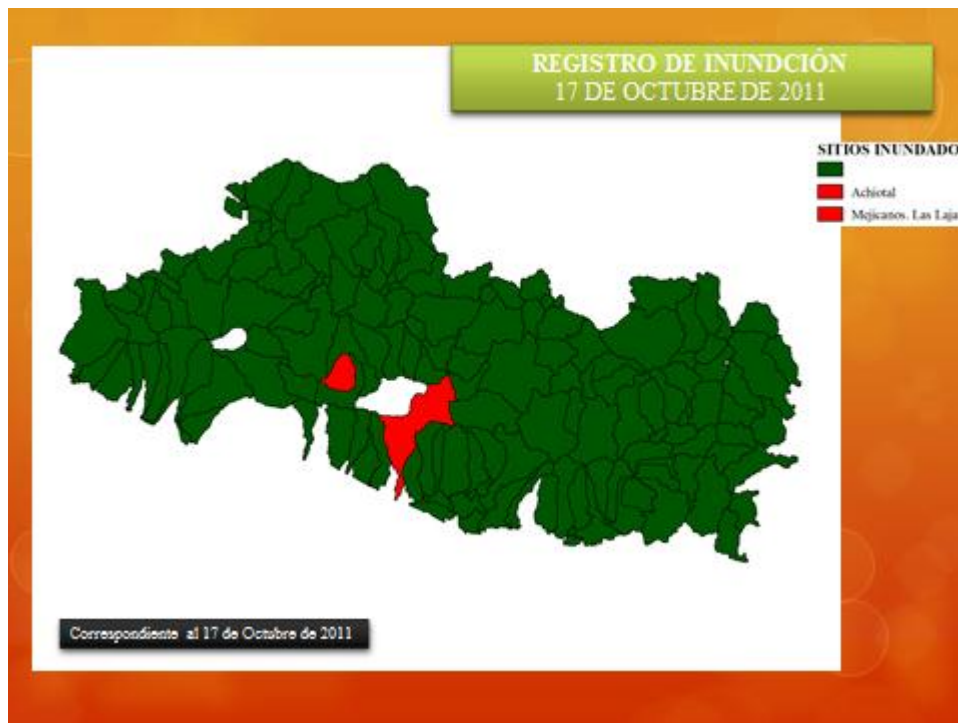 REGISTRO DE INUNDCIÓN
17 DE OCTUBRE DE 2011
SITIOS INUNDADO
Achiotal
Mejicanos. Las Laja
Correspondiente al 17 de Octubre de 2011